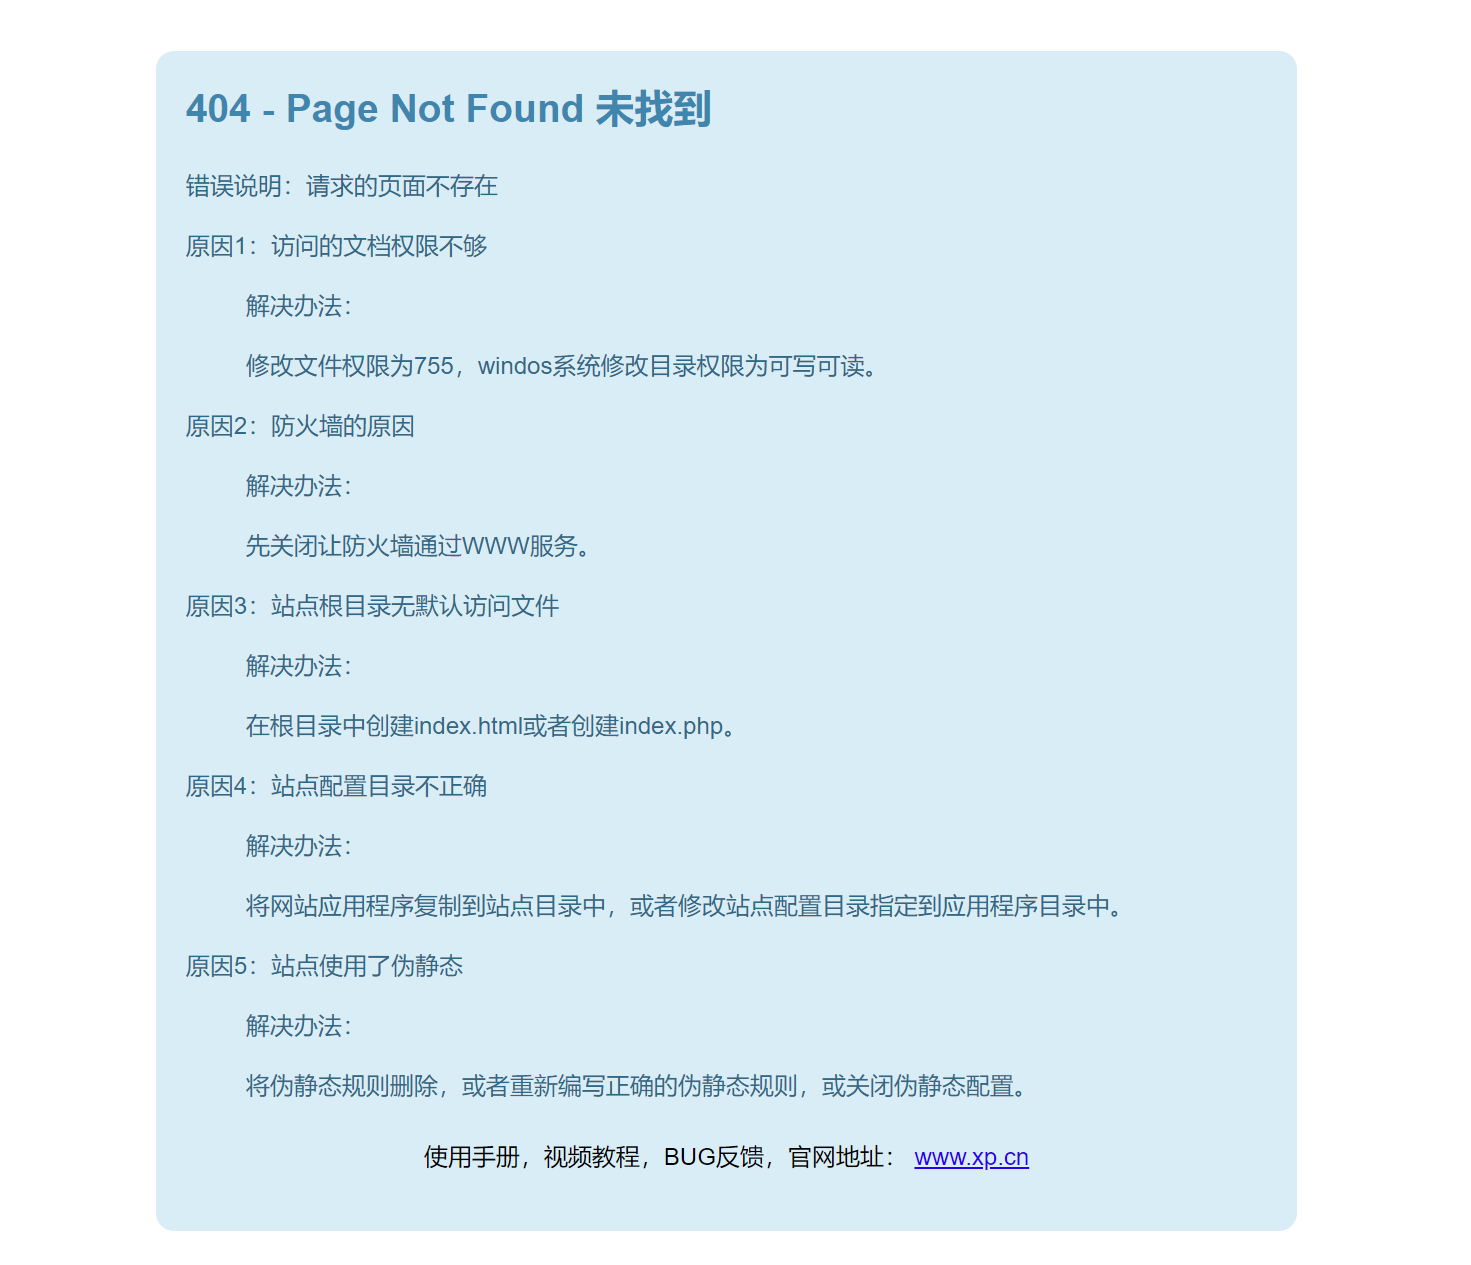 404 - Page Not Found 未找到
错误说明：请求的页面不存在
原因1：访问的文档权限不够
解决办法：
修改文件权限为755，windos系统修改目录权限为可写可读。
原因2：防火墙的原因
解决办法：
先关闭让防火墙通过WWW服务。
原因3：站点根目录无默认访问文件
解决办法：
在根目录中创建index.html或者创建index.php。
原因4：站点配置目录不正确
解决办法：
将网站应用程序复制到站点目录中，或者修改站点配置目录指定到应用程序目录中。
原因5：站点使用了伪静态
解决办法：
将伪静态规则删除，或者重新编写正确的伪静态规则，或关闭伪静态配置。
使用手册，视频教程，BUG反馈，官网地址： www.xp.cn